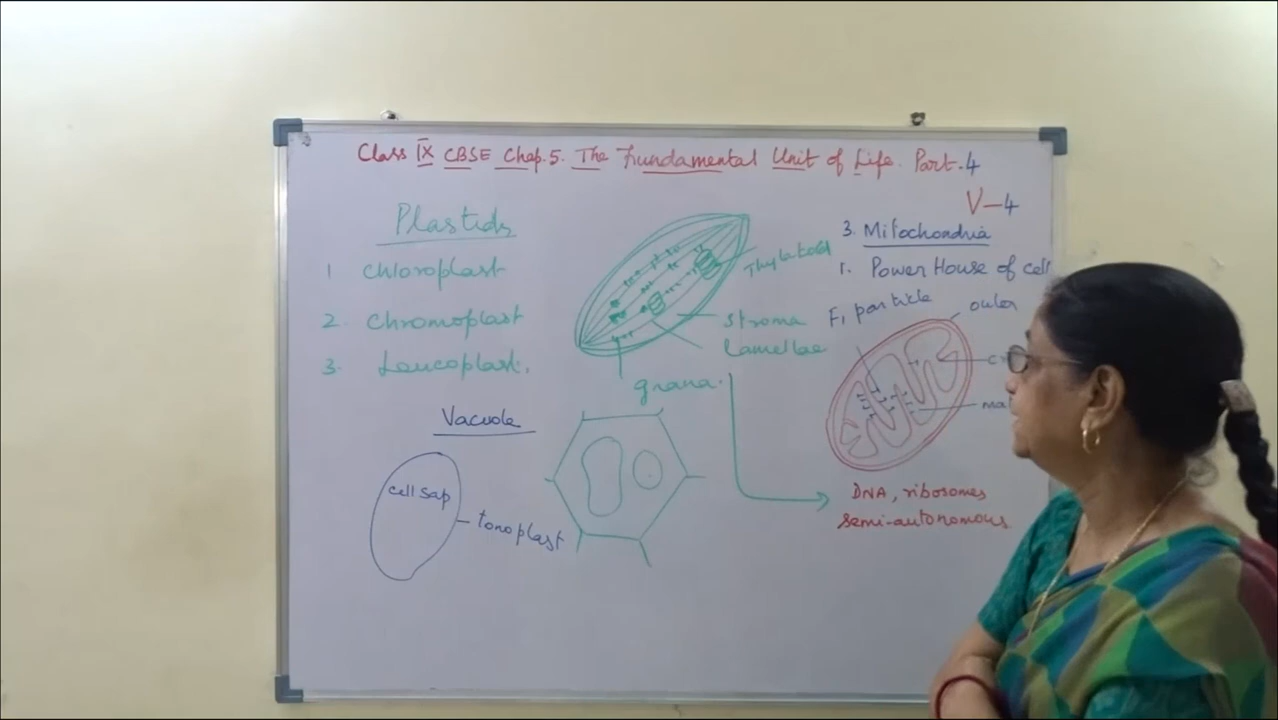 Class IX CBSE Chap.5. The Fundamental Unit of Life. Part-4
V-4
Plastids
1 Chloroplast
2. Chromoplast
3. Leucoplast.
Thylakoid
Stroma
Lamellae
grana.
3. Mitochondria
1. Power House of cell
F1 particle
outer
DNA, ribosomes
semi-autonomous
Vacuole
cell sap
tonoplast